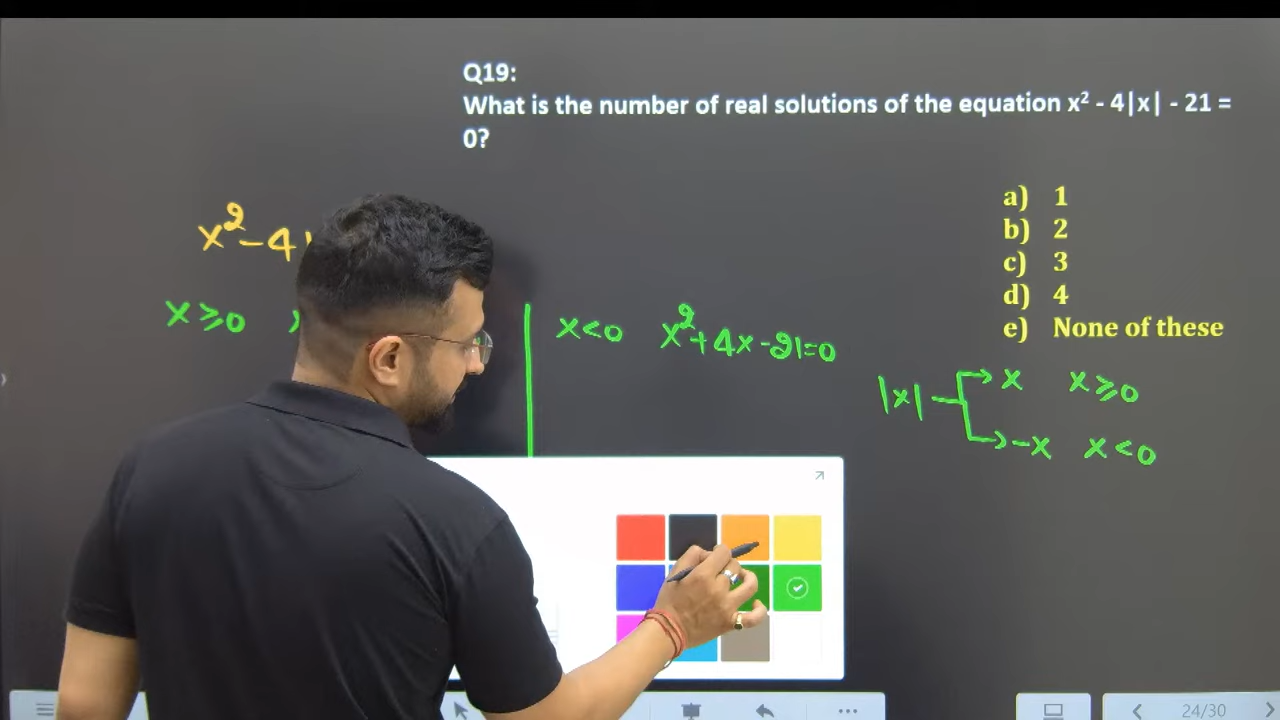 Q19:
What is the number of real solutions of the equation x² - 4|x| - 21 =
0?
a) 1
b) 2
c) 3
d) 4
e) None of these
x² - 4|
x ≥ 0
x < 0 x² + 4x - 21 = 0
|x| → x x ≥ 0
→ -x x < 0
24/30